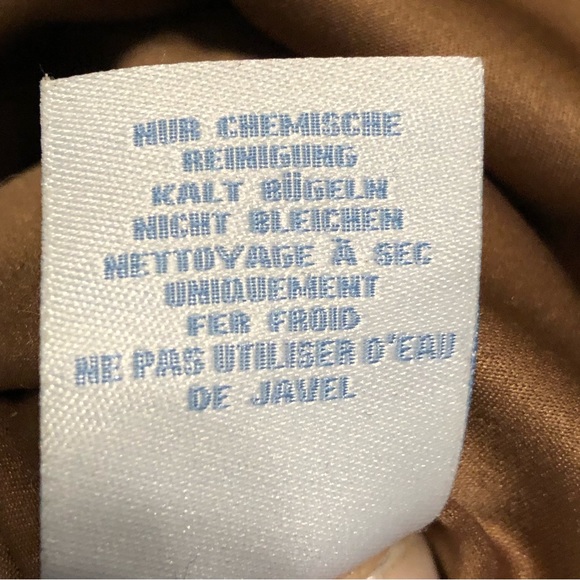 NUR CHEMISCHE
REINIGUNG
KALT BÜGELN
NICHT BLEICHEN
NETTOYAGE À SEC
UNIQUEMENT
FER FROID
NE PAS UTILISER D'EAU
DE JAVEL